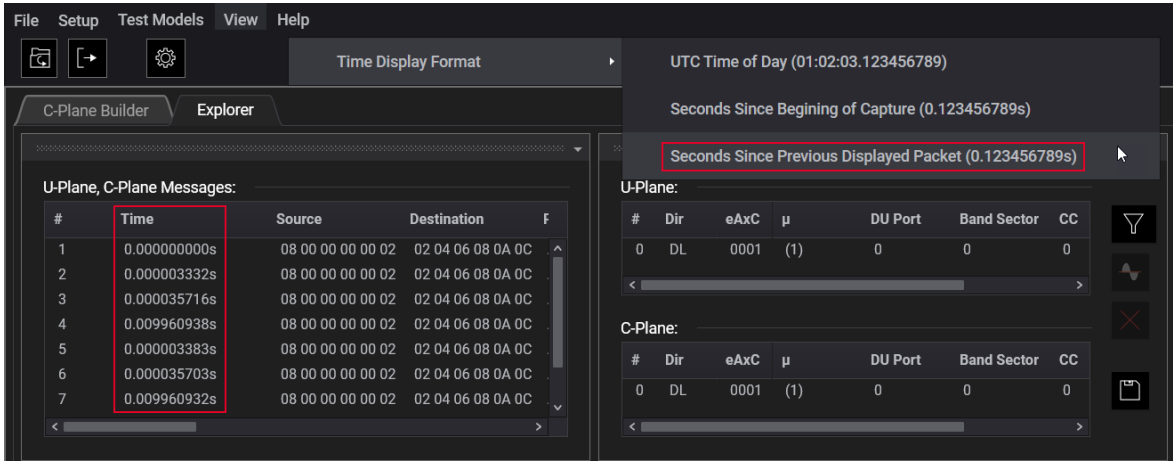 File Setup Test Models View Help
Time Display Format
UTC Time of Day (01:02:03.123456789)
Seconds Since Begining of Capture (0.123456789s)
Seconds Since Previous Displayed Packet (0.123456789s)
C-Plane Builder Explorer
U-Plane, C-Plane Messages:
# Time Source Destination
1 0.000000000s 08 00 00 00 00 02 02 04 06 08 0A 0C
2 0.000003332s 08 00 00 00 00 02 02 04 06 08 0A 0C
3 0.000035716s 08 00 00 00 00 02 02 04 06 08 0A 0C
4 0.009960938s 08 00 00 00 00 02 02 04 06 08 0A 0C
5 0.000003383s 08 00 00 00 00 02 02 04 06 08 0A 0C
6 0.000035703s 08 00 00 00 00 02 02 04 06 08 0A 0C
7 0.009960932s 08 00 00 00 00 02 02 04 06 08 0A 0C
U-Plane:
# Dir eAxC µ DU Port Band Sector CC
0 DL 0001 (1) 0 0 0
C-Plane:
# Dir eAxC µ DU Port Band Sector CC
0 DL 0001 (1) 0 0 0